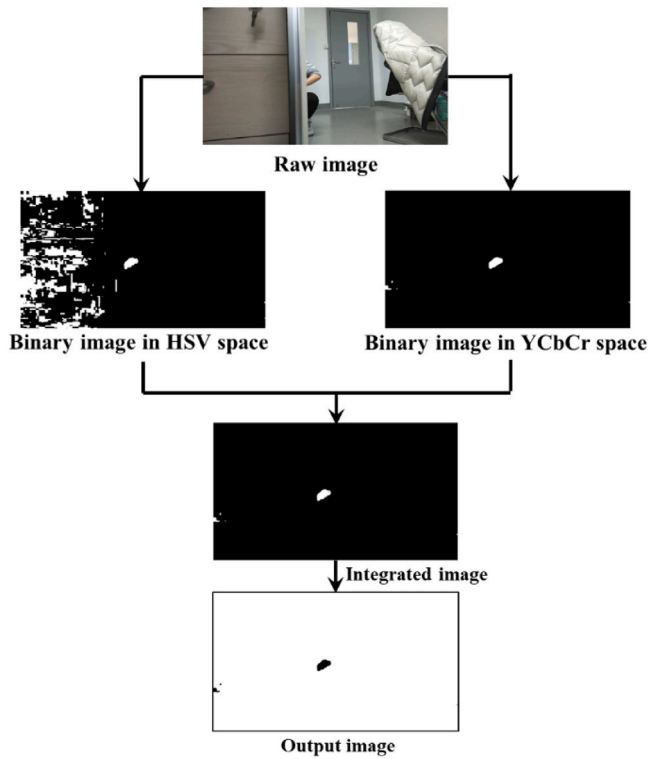 Raw image
Binary image in HSV space
Binary image in YCbCr space
Integrated image
Output image